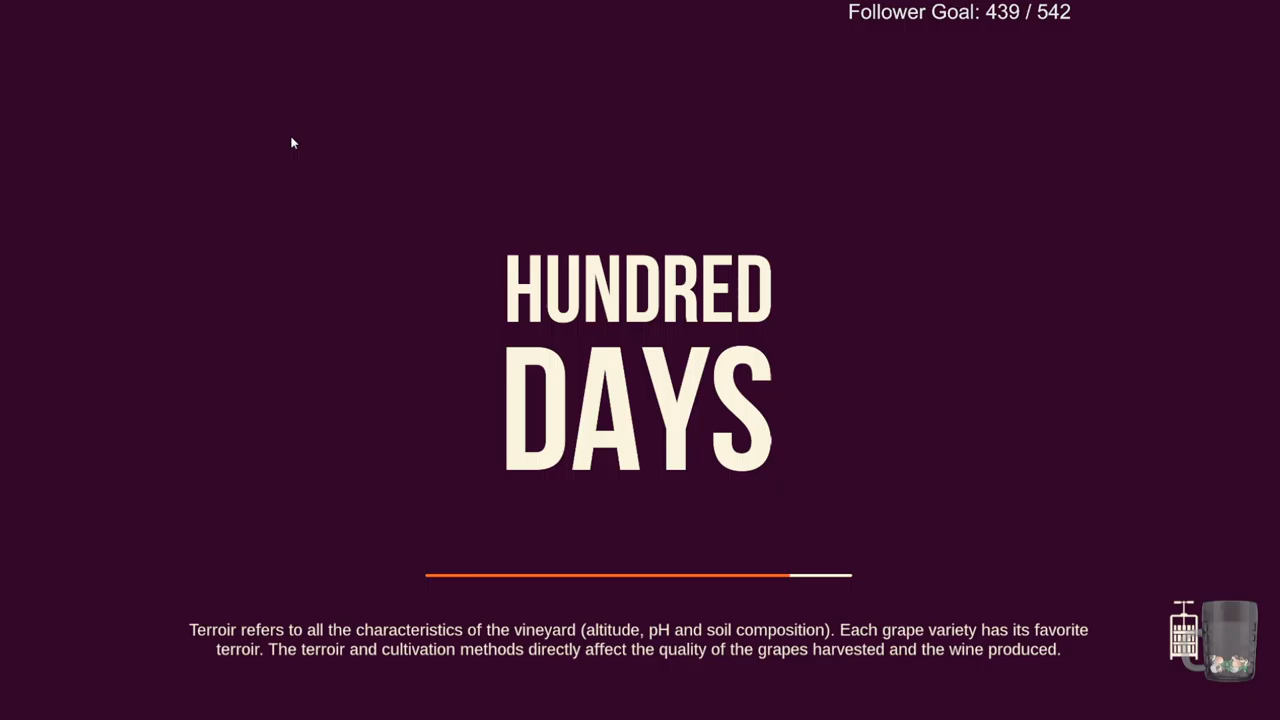 Follower Goal: 439 / 542
HUNDRED
DAYS
Terroir refers to all the characteristics of the vineyard (altitude, pH and soil composition). Each grape variety has its favorite
terroir. The terroir and cultivation methods directly affect the quality of the grapes harvested and the wine produced.